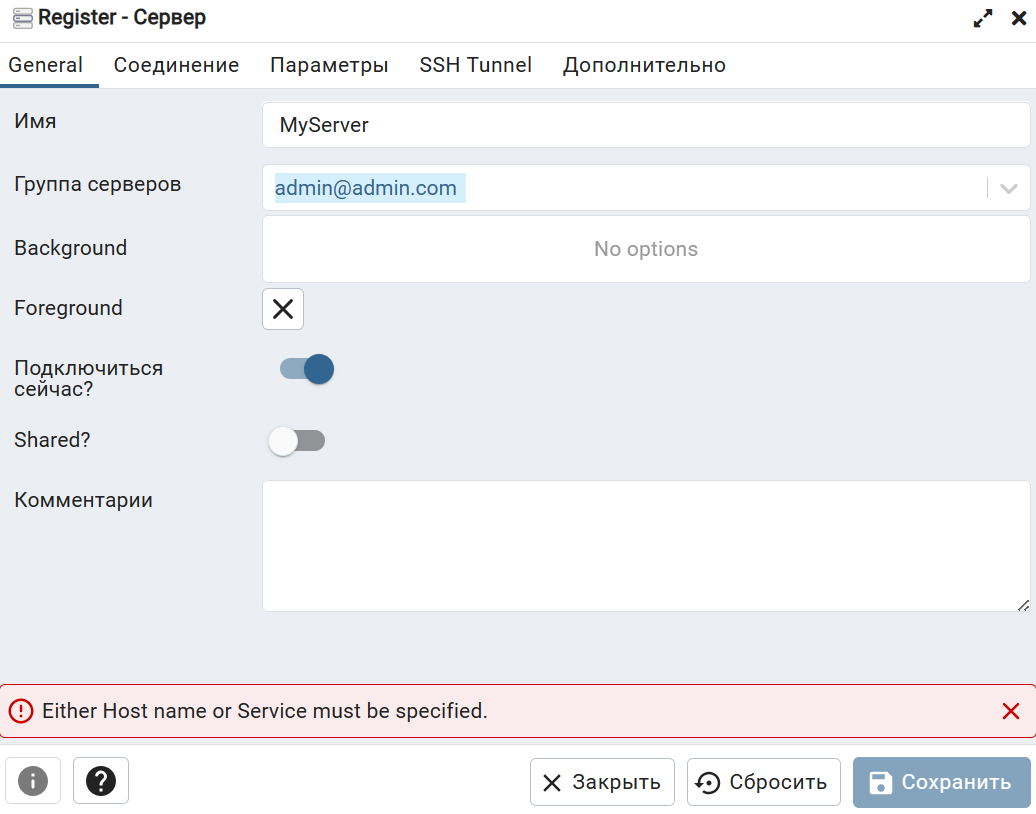 Register - Сервер
General Соединение Параметры SSH Tunnel Дополнительно
Имя MyServer
Группа серверов admin@admin.com
Background No options
Foreground
Подключиться
сейчас?
Shared?
Комментарии
Either Host name or Service must be specified.
Закрыть Сбросить Сохранить